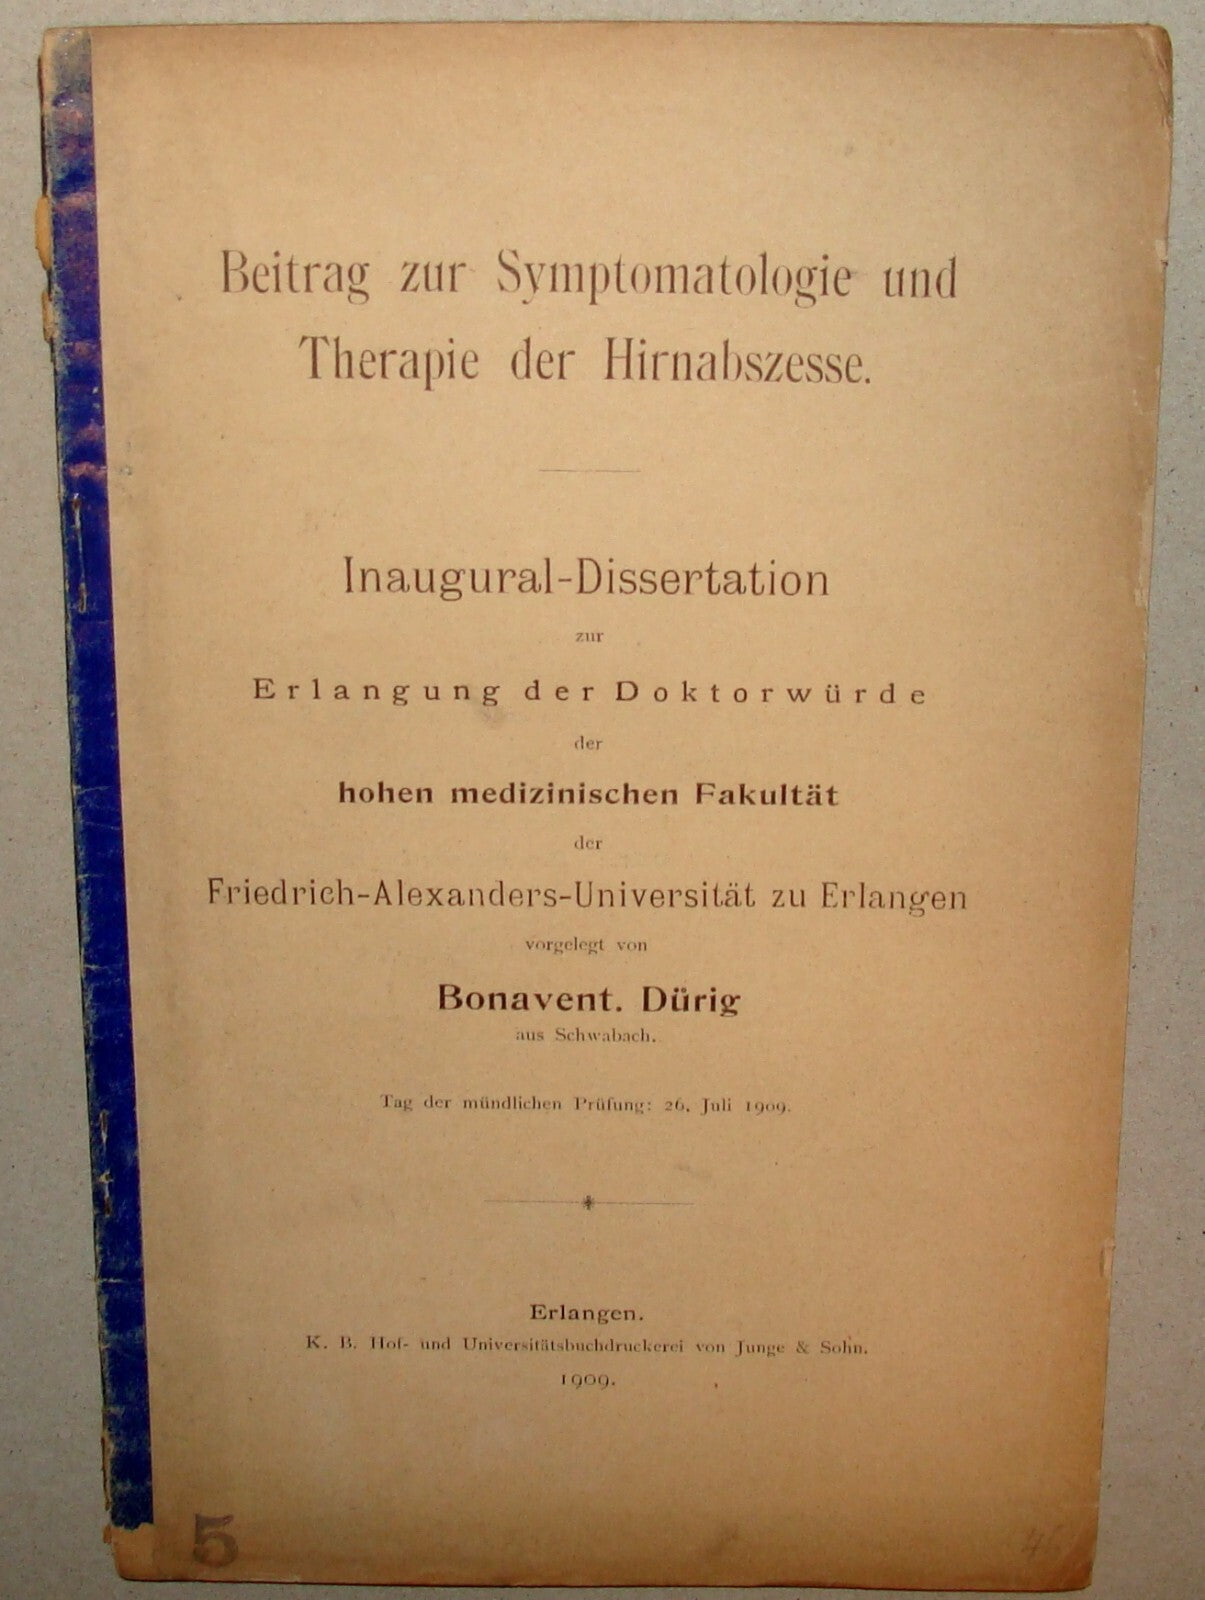 Beitrag zur Symptomatologie und
Therapie der Hirnabszesse.
Inaugural-Dissertation
zur
Erlangung der Doktorwürde
der
hohen medizinischen Fakultät
der
Friedrich-Alexanders-Universität zu Erlangen
vorgelegt von
Bonavent. Dürig
aus Schwabach.
Tag der mündlichen Prüfung: 26. Juli 1909.
Erlangen.
K. B. Hof- und Universitätsbuchdruckerei von Junge & Sohn.
1909.
5